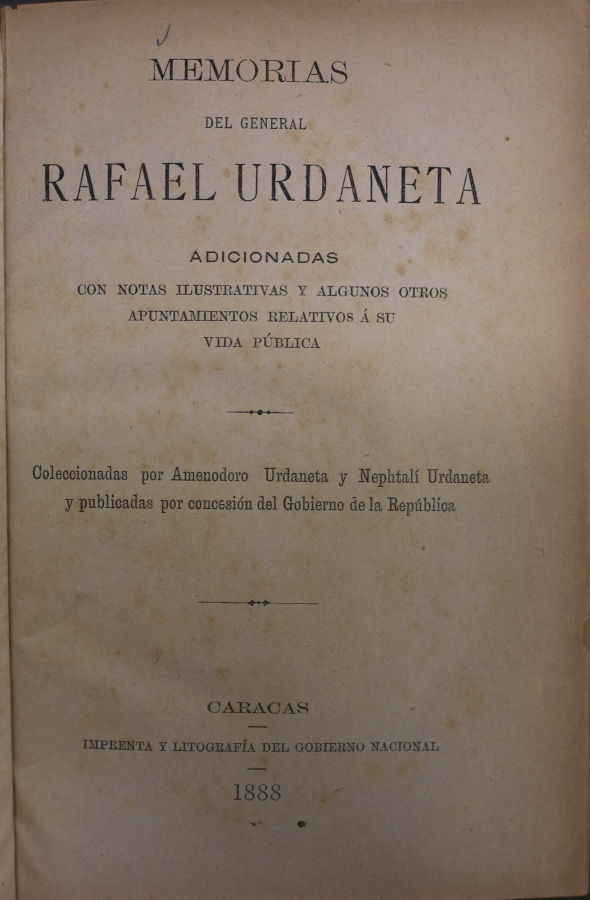 MEMORIAS
DEL GENERAL
RAFAEL URDANETA
ADICIONADAS
CON NOTAS ILUSTRATIVAS Y ALGUNOS OTROS
APUNTAMIENTOS RELATIVOS Á SU
VIDA PÚBLICA
Coleccionadas por Amenodoro Urdaneta y Nephtalí Urdaneta
y publicadas por concesión del Gobierno de la República
CARACAS
IMPRENTA Y LITOGRAFÍA DEL GOBIERNO NACIONAL
1888